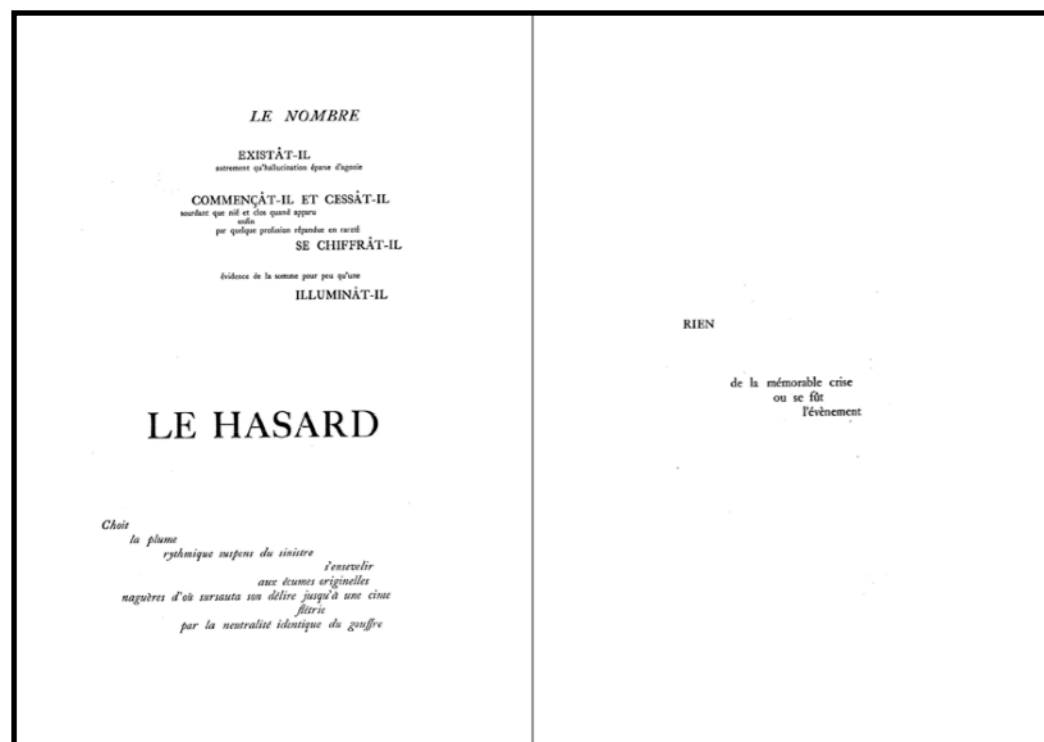 LE NOMBRE
EXISTÂT-IL
autrement qu'hallucination éparse d'agonie
COMMENÇÂT-IL ET CESSÂT-IL
sourdant que nié et clos quand apparu
enfin
par quelque profusion répandue en rareté
SE CHIFFRÂT-IL
évidence de la somme pour peu qu'une
ILLUMINÂT-IL
LE HASARD
Choit
la plume
rythmique suspens du sinistre
s'ensevelir
aux écumes originelles
naguères d'où sursauta son délire jusqu'à une cime
flétrie
par la neutralité identique du gouffre
RIEN
de la mémorable crise
ou se fût
l'évènement